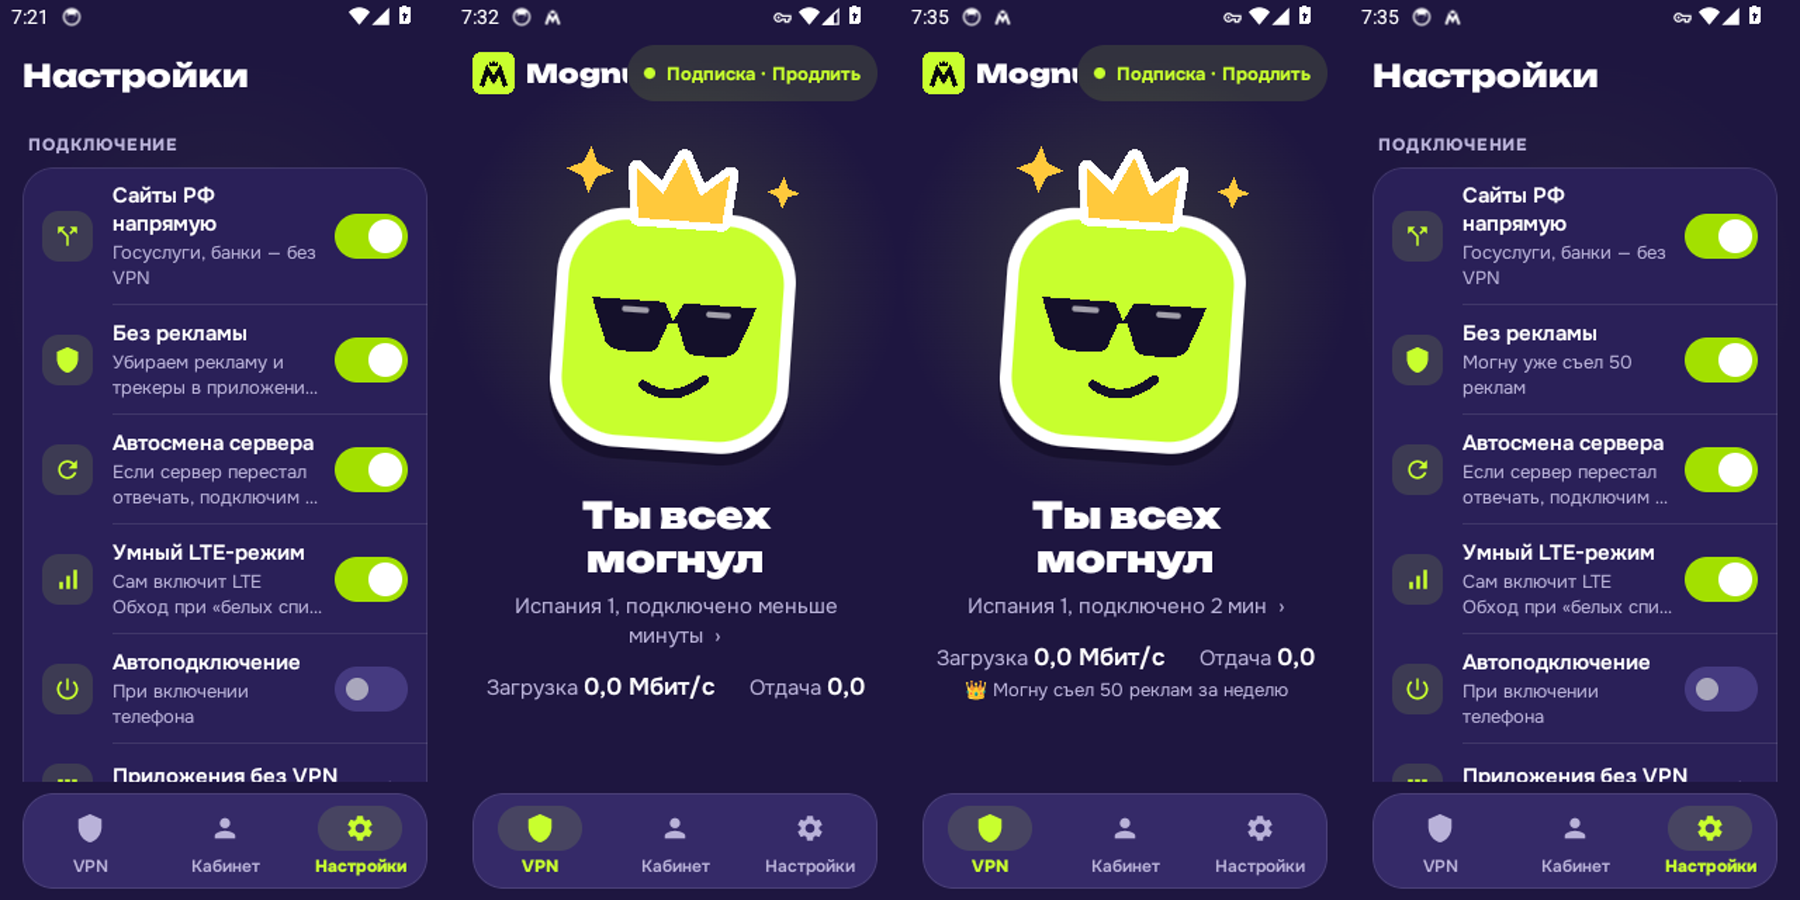 7:21
Настройки
ПОДКЛЮЧЕНИЕ
Сайты РФ
напрямую
Госуслуги, банки — без
VPN
Без рекламы
Убираем рекламу и
трекеры в приложени...
Автосмена сервера
Если сервер перестал
отвечать, подключим ...
Умный LTE-режим
Сам включит LTE
Обход при «белых спи...
Автоподключение
При включении
телефона
Приложения без VPN
VPN
Кабинет
Настройки
7:32
Mogn
Подписка · Продлить
Ты всех
могнул
Испания 1, подключено меньше
минуты ›
Загрузка 0,0 Мбит/с Отдача 0,0
VPN
Кабинет
Настройки
7:35
Mogn
Подписка · Продлить
Ты всех
могнул
Испания 1, подключено 2 мин ›
Загрузка 0,0 Мбит/с Отдача 0,0
Могну съел 50 реклам за неделю
VPN
Кабинет
Настройки
7:35
Настройки
ПОДКЛЮЧЕНИЕ
Сайты РФ
напрямую
Госуслуги, банки — без
VPN
Без рекламы
Могну уже съел 50
реклам
Автосмена сервера
Если сервер перестал
отвечать, подключим ...
Умный LTE-режим
Сам включит LTE
Обход при «белых спи...
Автоподключение
При включении
телефона
Приложения без VPN
VPN
Кабинет
Настройки